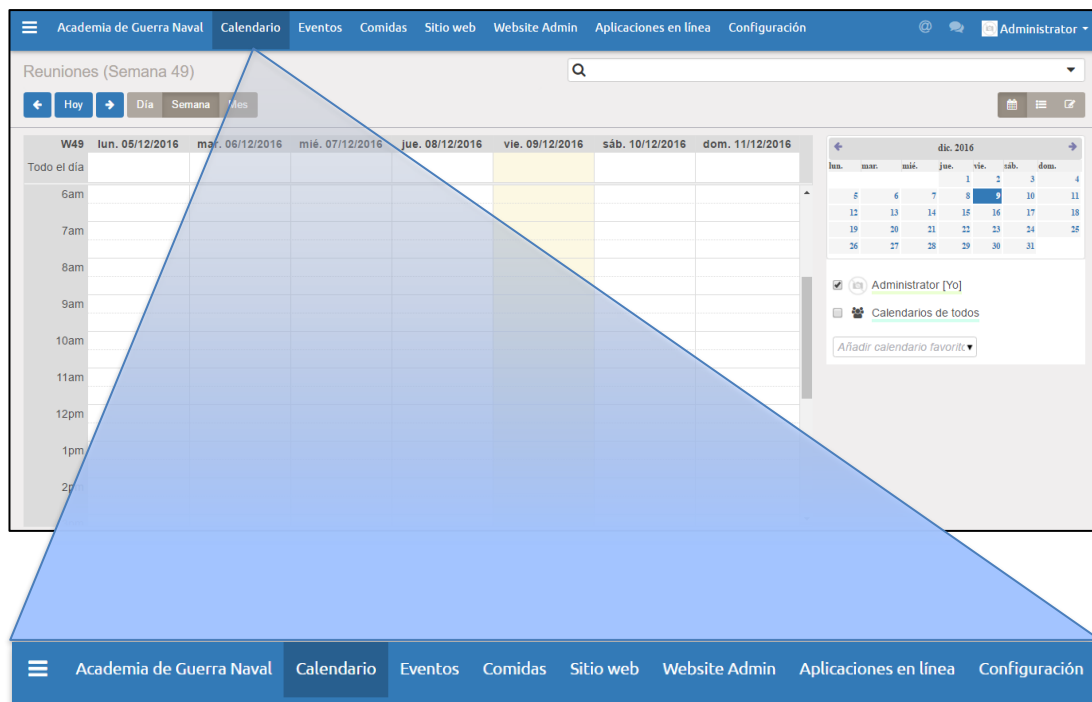 Academia de Guerra Naval Calendario Eventos Comidas Sitio web Website Admin Aplicaciones en línea Configuración @ Administrator
Reuniones (Semana 49)
Hoy Día Semana Mes
W49 lun. 05/12/2016 mar. 06/12/2016 mié. 07/12/2016 jue. 08/12/2016 vie. 09/12/2016 sáb. 10/12/2016 dom. 11/12/2016
Todo el día
6am
7am
8am
9am
10am
11am
12pm
1pm
dic. 2016
lun. mar. mié. jue. vie. sáb. dom.
1 2 3 4
5 6 7 8 9 10 11
12 13 14 15 16 17 18
19 20 21 22 23 24 25
26 27 28 29 30 31
Administrator [Yo]
Calendarios de todos
Añadir calendario favorito
Academia de Guerra Naval Calendario Eventos Comidas Sitio web Website Admin Aplicaciones en línea Configuración